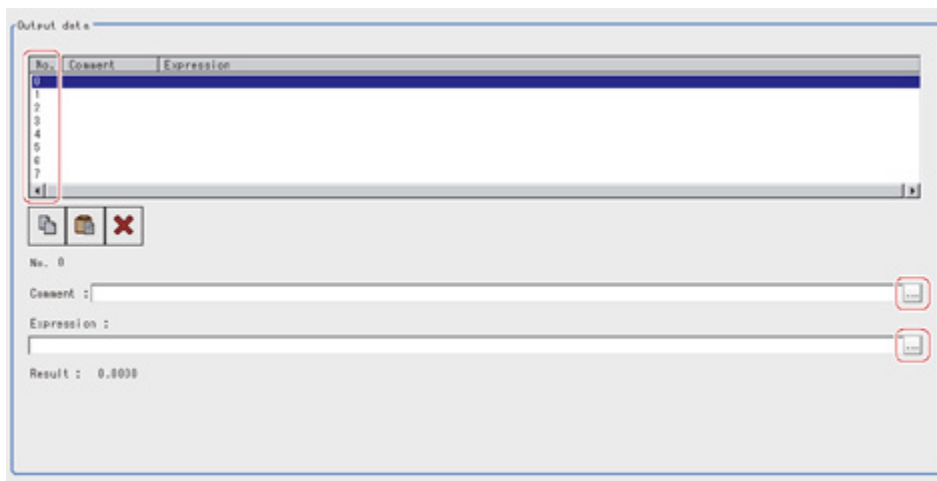 Output data
No. Comment Expression
0
1
2
3
4
5
6
7
No. 0
Comment : ...
Expression :
...
Result : 0.0000